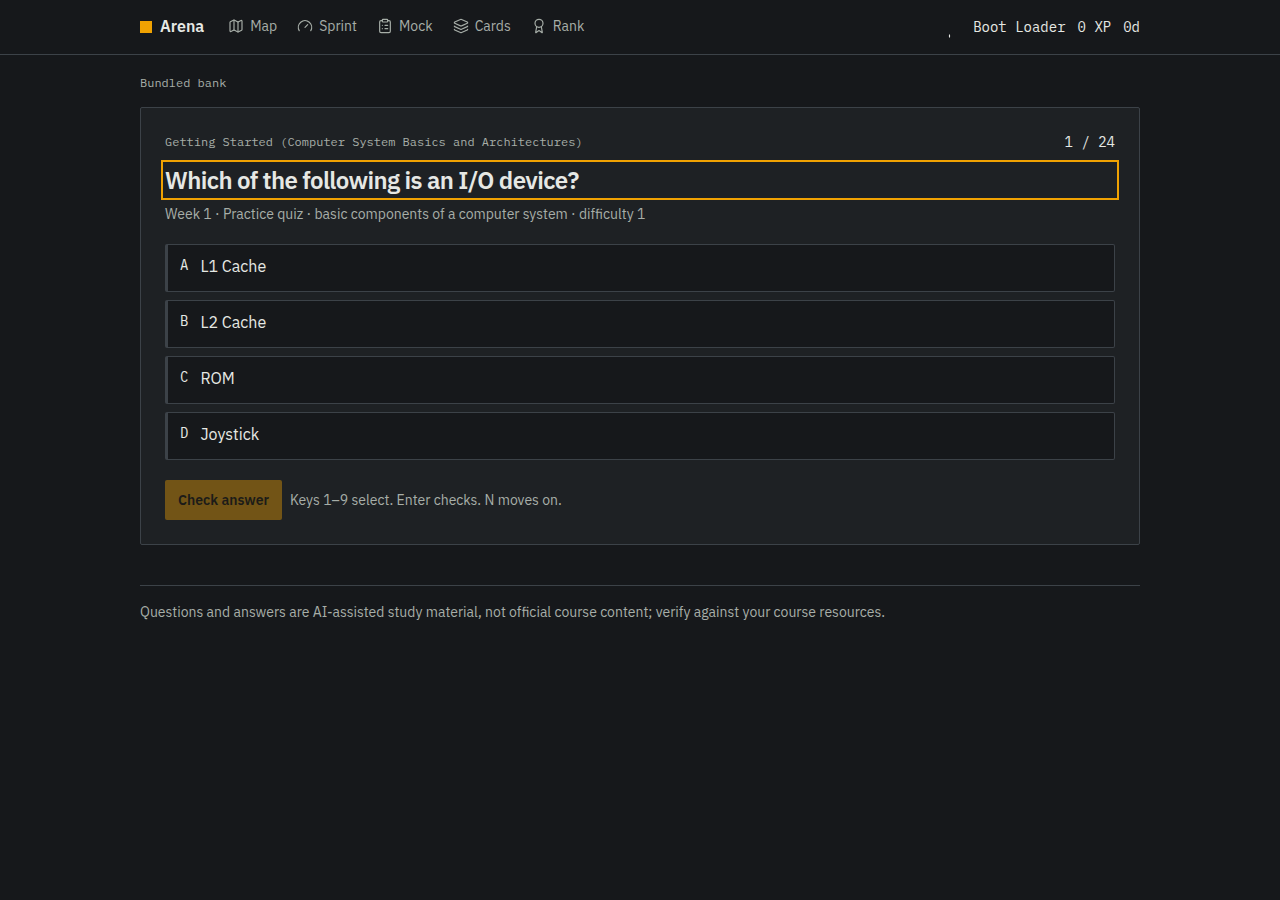 Arena Map Sprint Mock Cards Rank Boot Loader 0 XP 0d
Bundled bank
Getting Started (Computer System Basics and Architectures) 1 / 24
Which of the following is an I/O device?
Week 1 · Practice quiz · basic components of a computer system · difficulty 1
A L1 Cache
B L2 Cache
C ROM
D Joystick
Check answer Keys 1–9 select. Enter checks. N moves on.
Questions and answers are AI-assisted study material, not official course content; verify against your course resources.